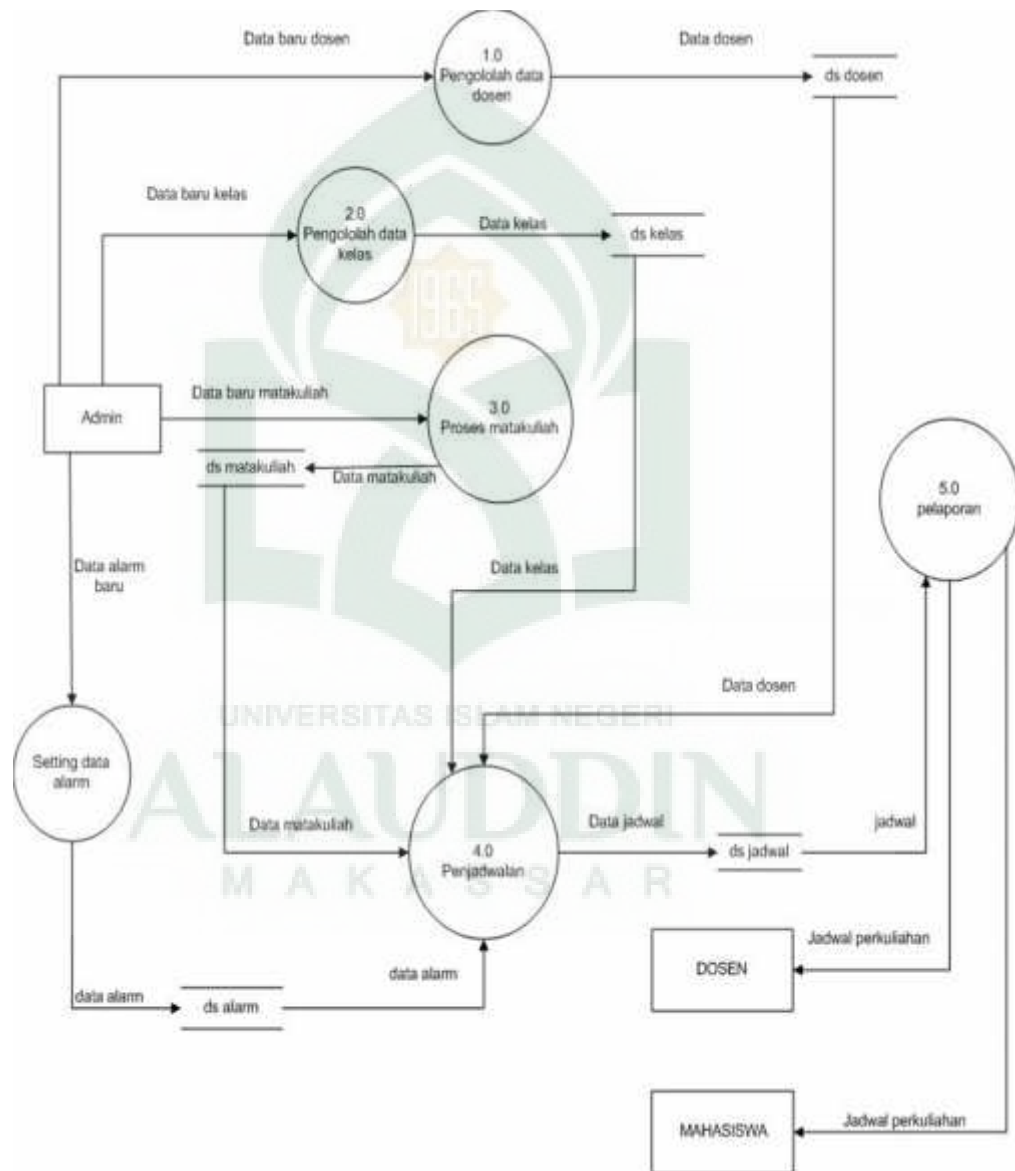 Data baru dosen
1.0
Pengololah data
dosen
Data dosen
ds dosen
Data baru kelas
2.0
Pengololah data
kelas
Data kelas
ds kelas
1965
Admin
Data baru matakuliah
3.0
Proses matakuliah
ds matakuliah
Data matakuliah
5.0
pelaporan
Data alarm
baru
Data kelas
Data dosen
UNIVERSITAS ISLAM NEGERI
ALAUDDIN
MAKASSAR
Setting data
alarm
Data matakuliah
4.0
Penjadwalan
Data jadwal
ds jadwal
jadwal
DOSEN
Jadwal perkuliahan
data alarm
ds alarm
data alarm
MAHASISWA
Jadwal perkuliahan